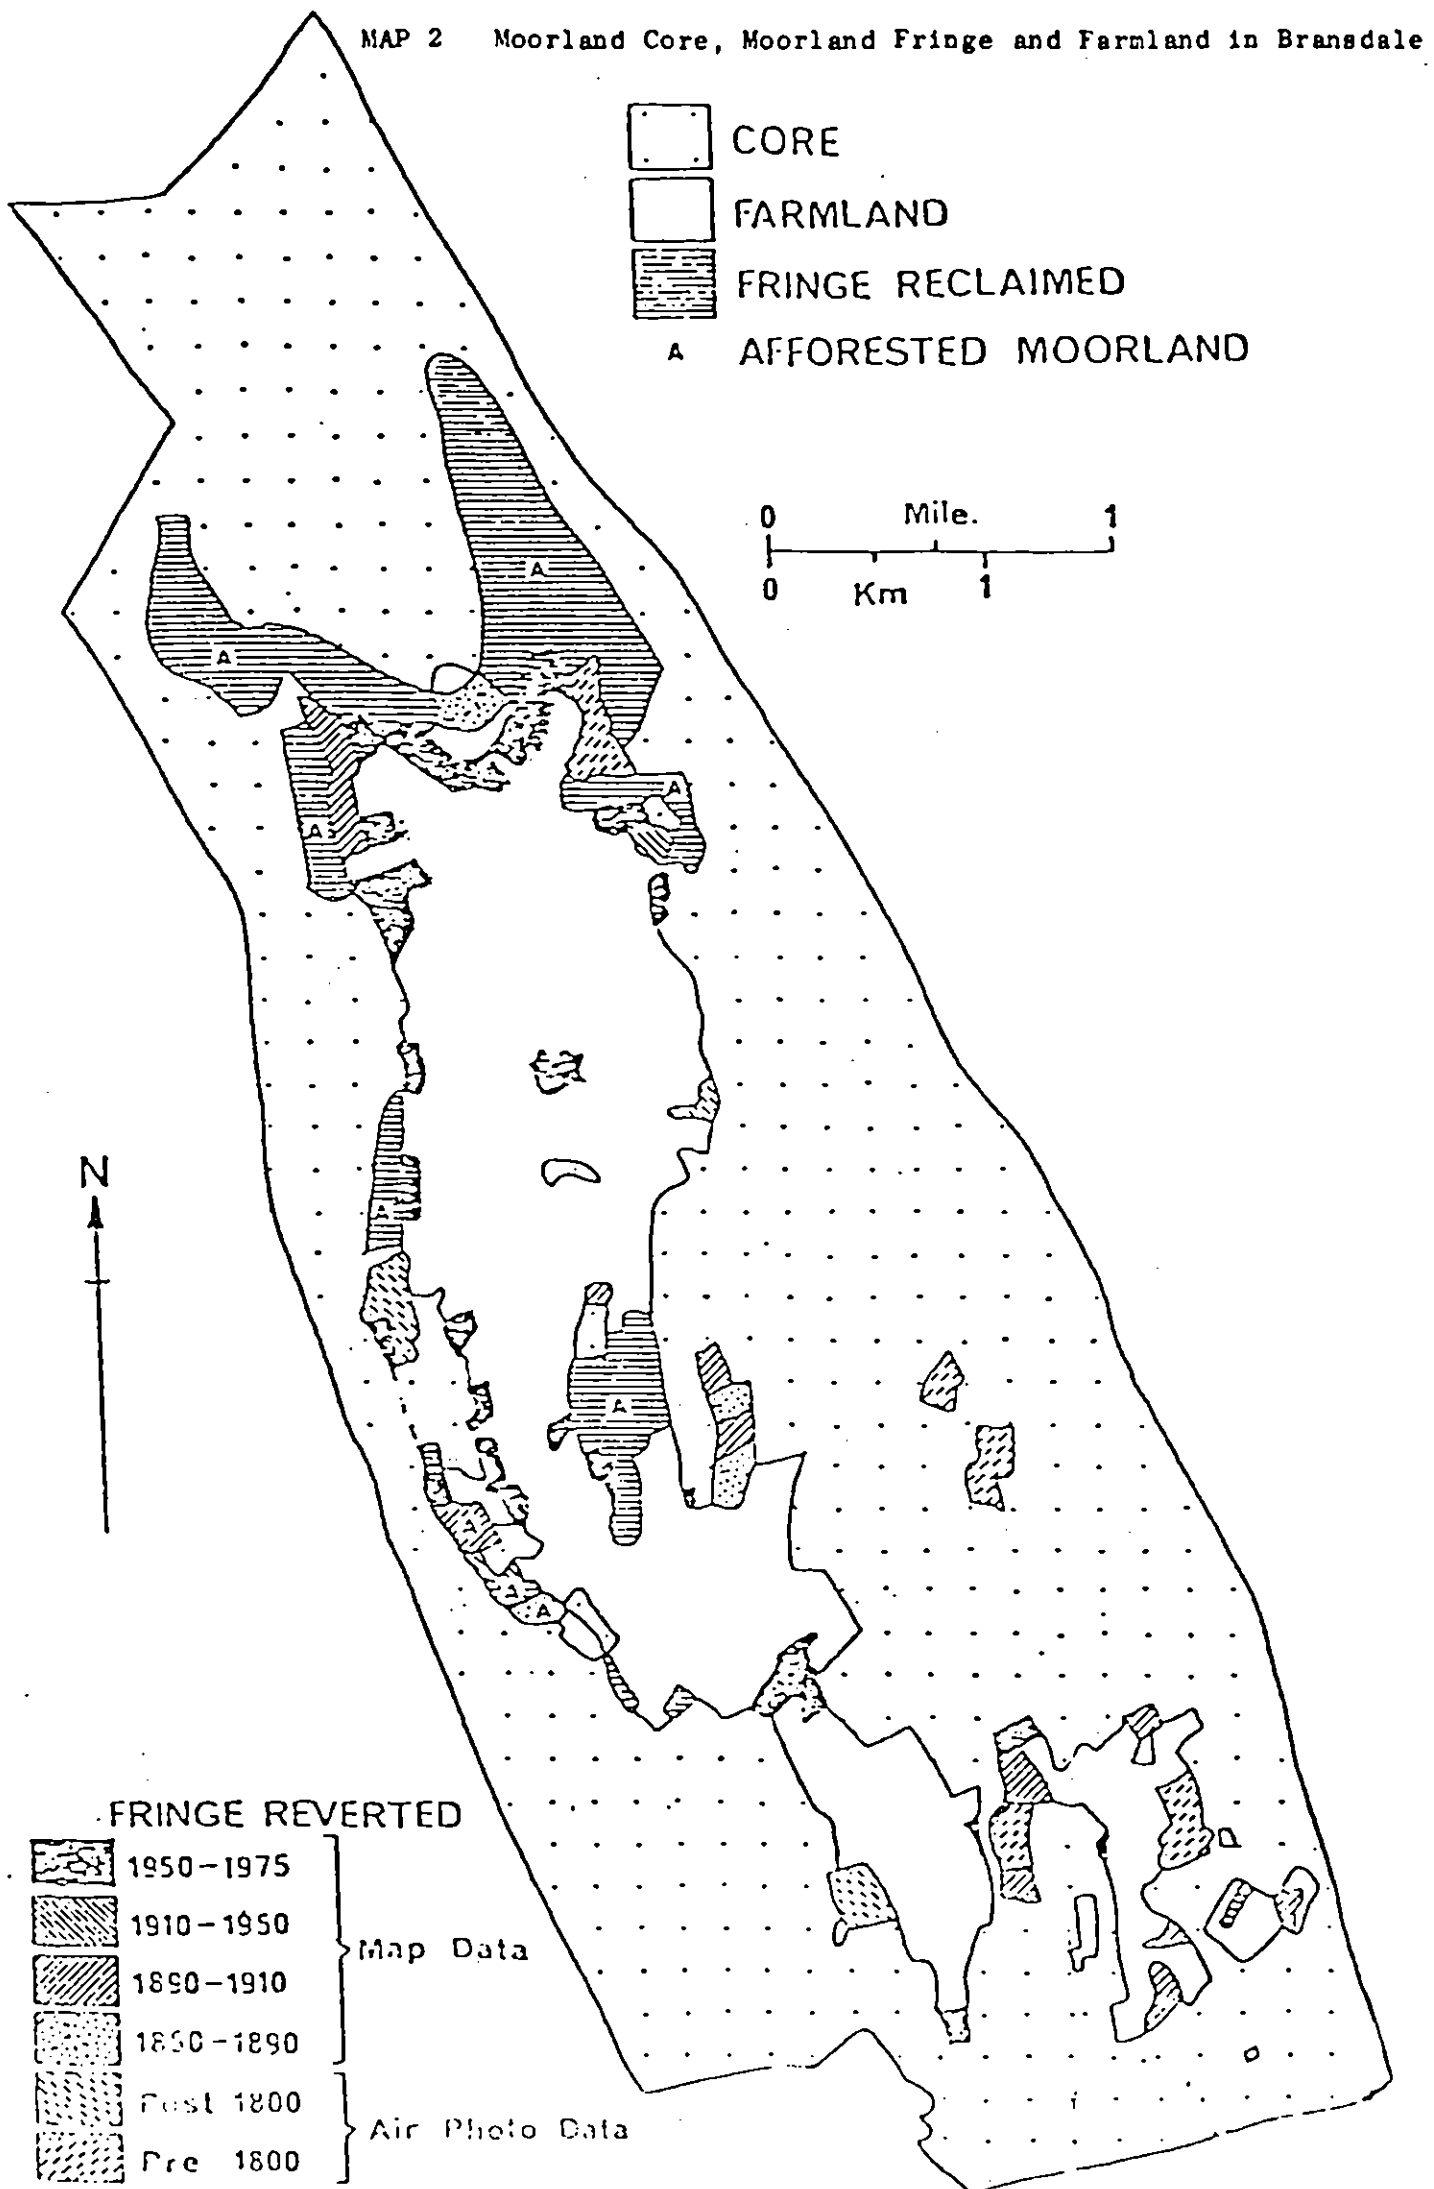 MAP 2 Moorland Core, Moorland Fringe and Farmland in Bransdale
CORE
FARMLAND
FRINGE RECLAIMED
A AFFORESTED MOORLAND
0 Mile. 1
0 Km 1
A
A
A
A
N
A
A
A
FRINGE REVERTED
1950-1975
1910-1950
1890-1910
Map Data
1850-1890
Post 1800
Air Photo Data
Pre 1800